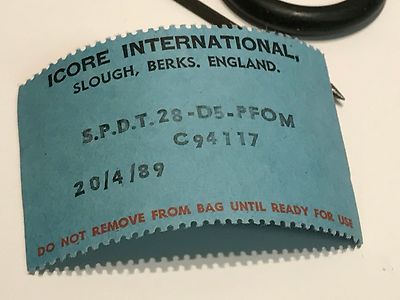 ICORE INTERNATIONAL,
SLOUGH, BERKS. ENGLAND.
S.P.D.T.28-D5-PFOM
C94117
20/4/89
DO NOT REMOVE FROM BAG UNTIL READY FOR USE